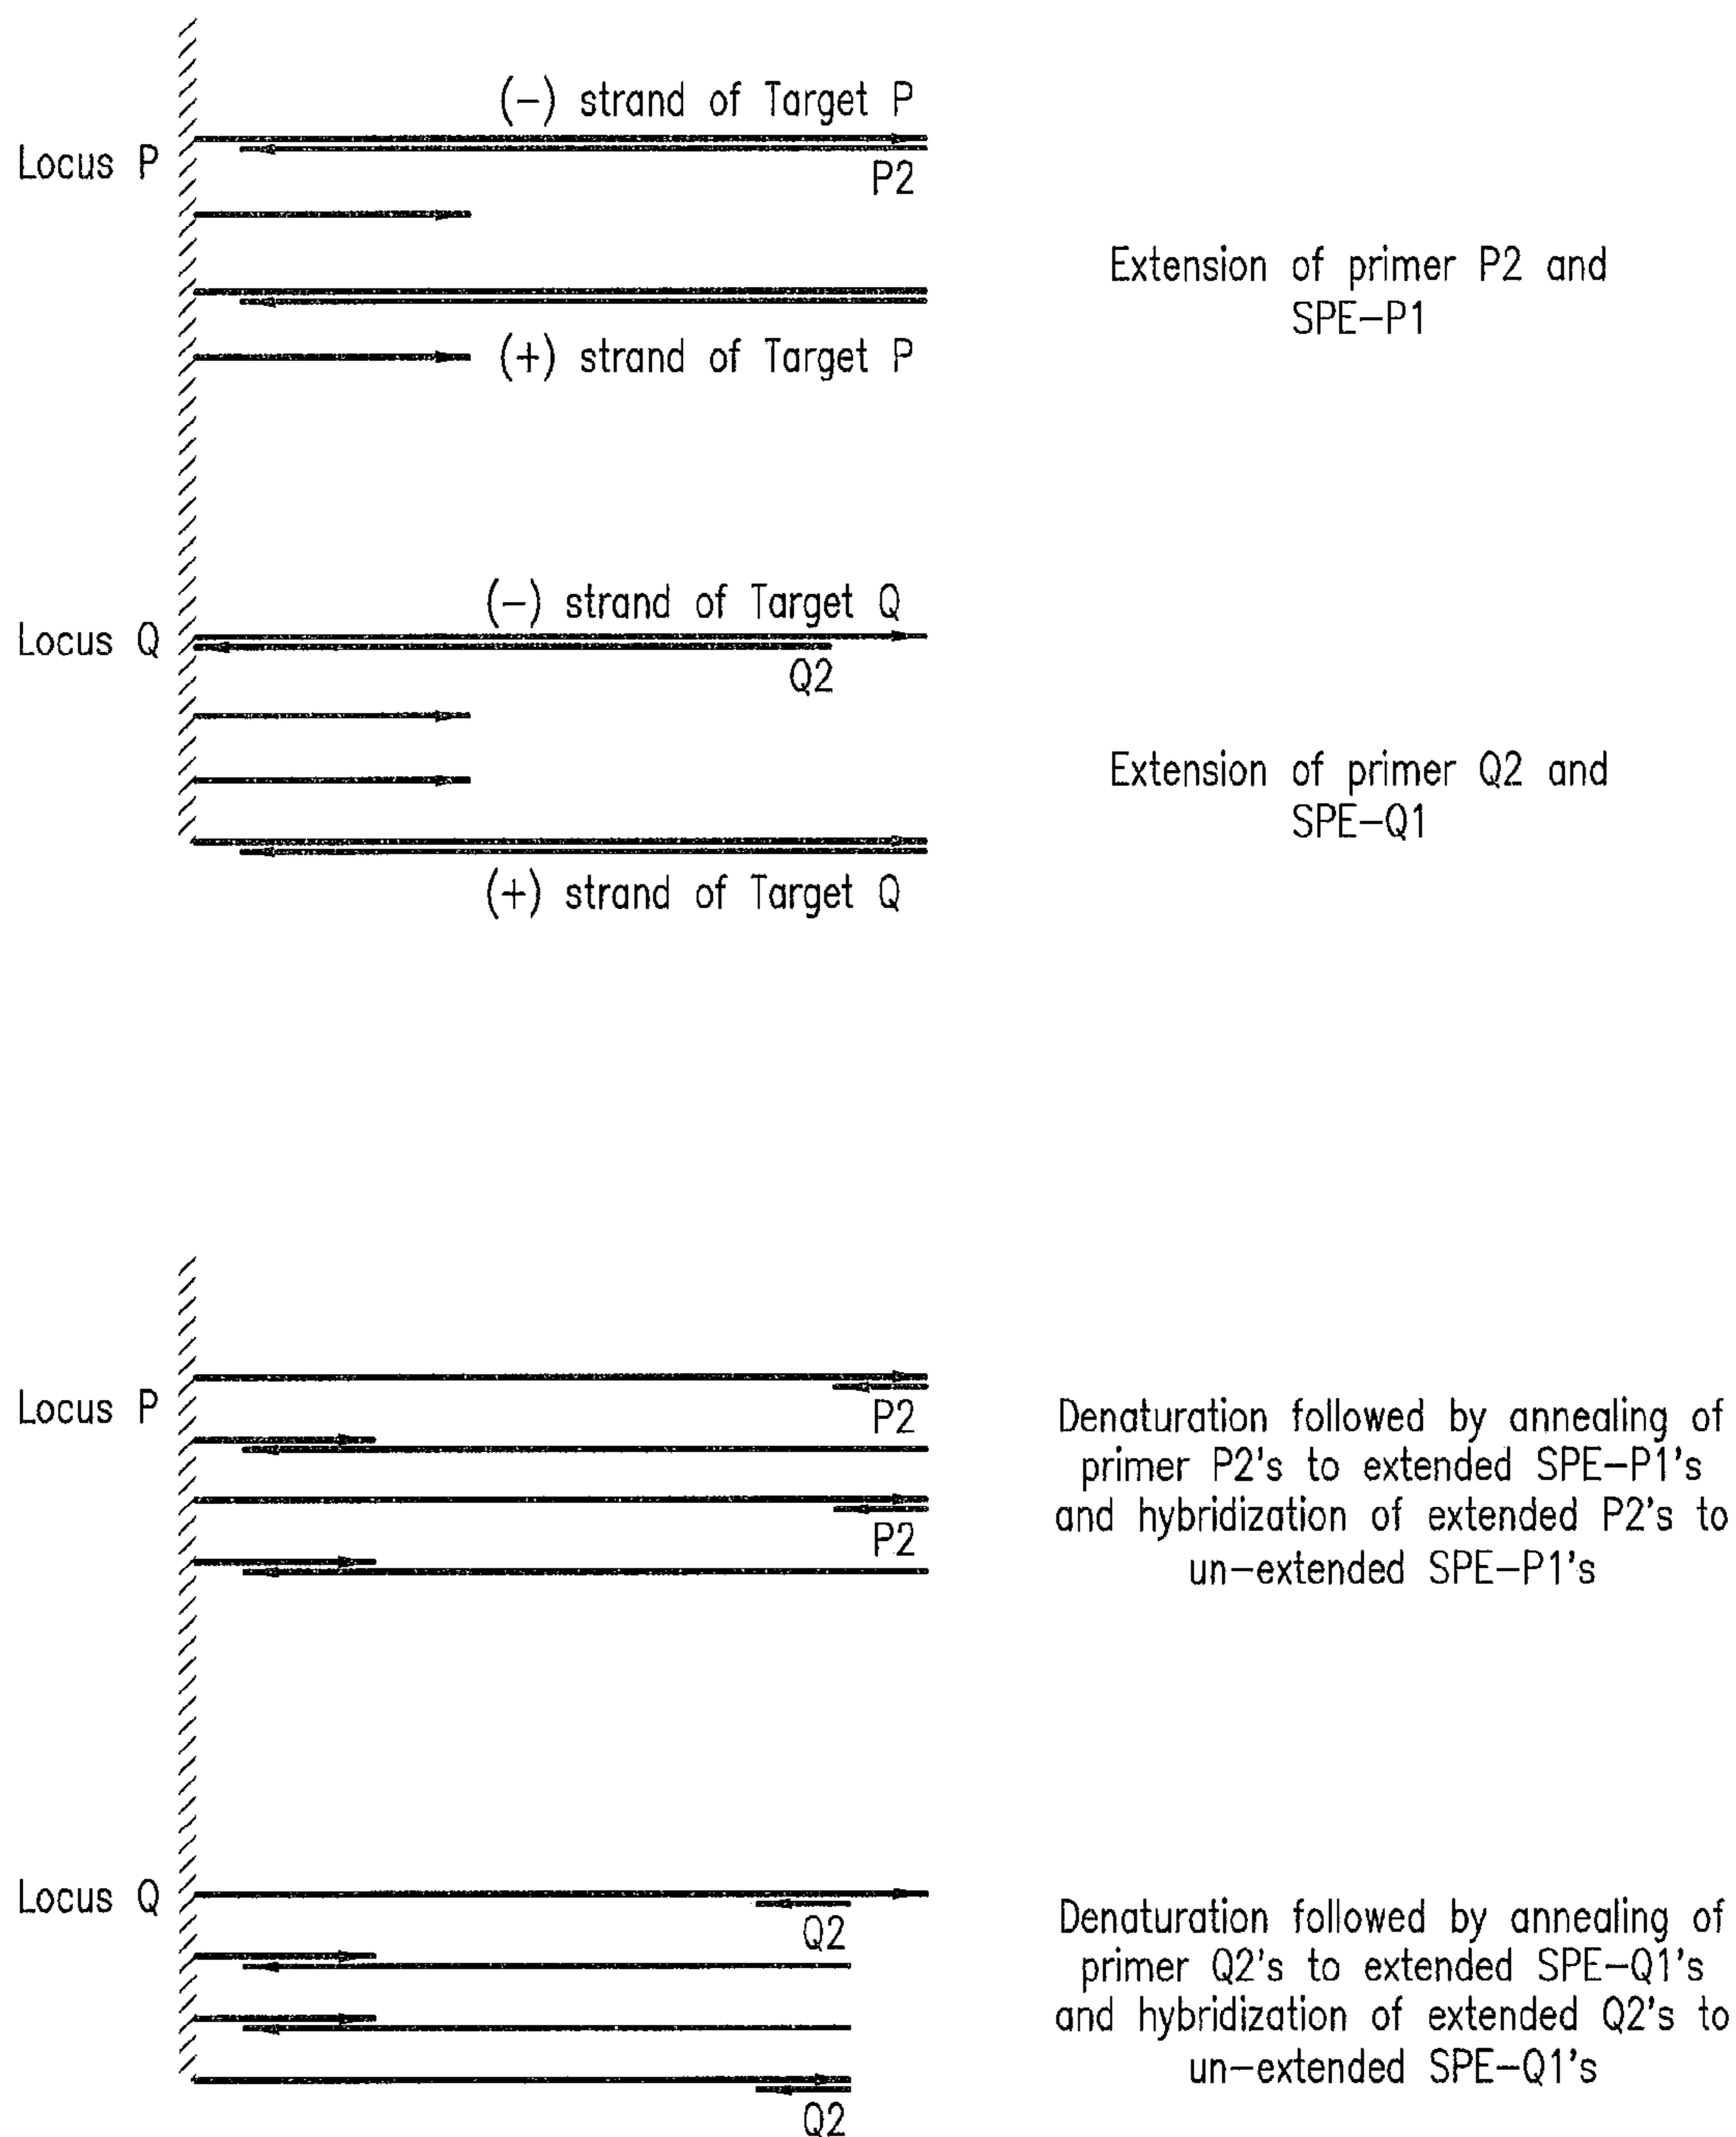 (-) strand of Target P
Locus P
P2
Extension of primer P2 and
SPE-P1
(+) strand of Target P
(-) strand of Target Q
Locus Q
Q2
Extension of primer Q2 and
SPE-Q1
(+) strand of Target Q
Locus P
P2
P2
Denaturation followed by annealing of
primer P2's to extended SPE-P1's
and hybridization of extended P2's to
un-extended SPE-P1's
Locus Q
Q2
Q2
Denaturation followed by annealing of
primer Q2's to extended SPE-Q1's
and hybridization of extended Q2's to
un-extended SPE-Q1's